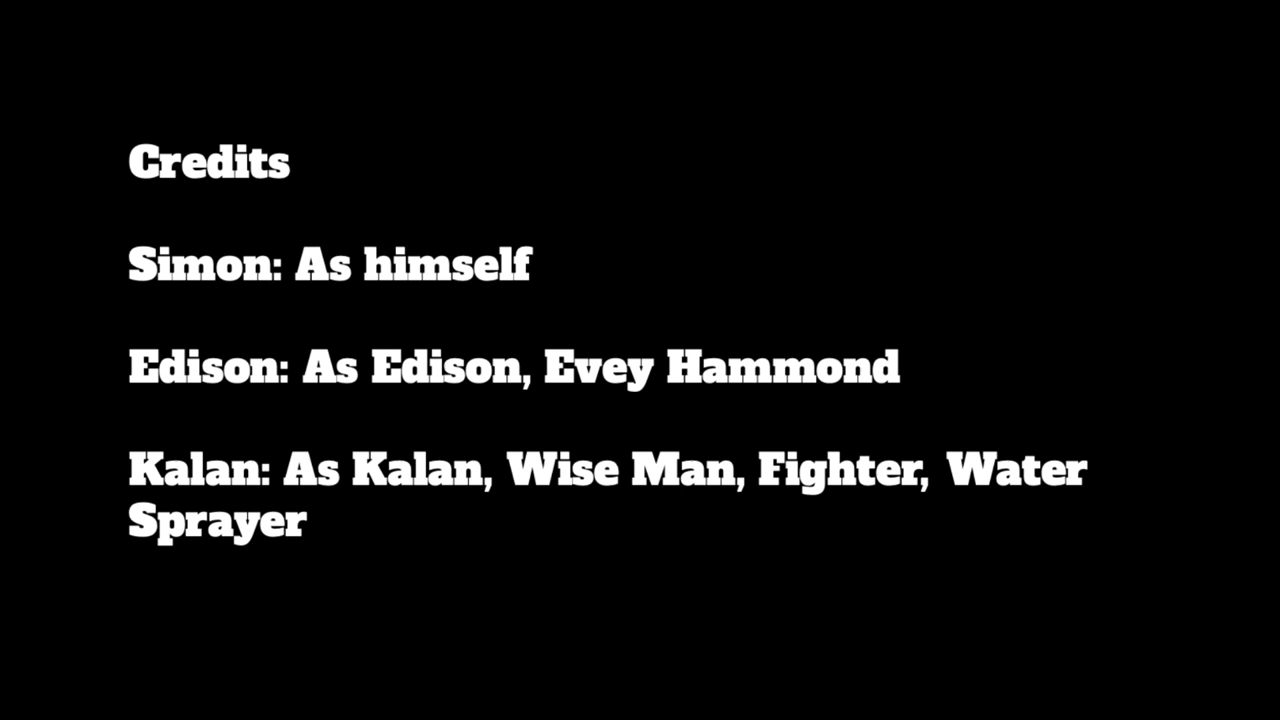 Credits
Simon: As himself
Edison: As Edison, Evey Hammond
Kalan: As Kalan, Wise Man, Fighter, Water
Sprayer